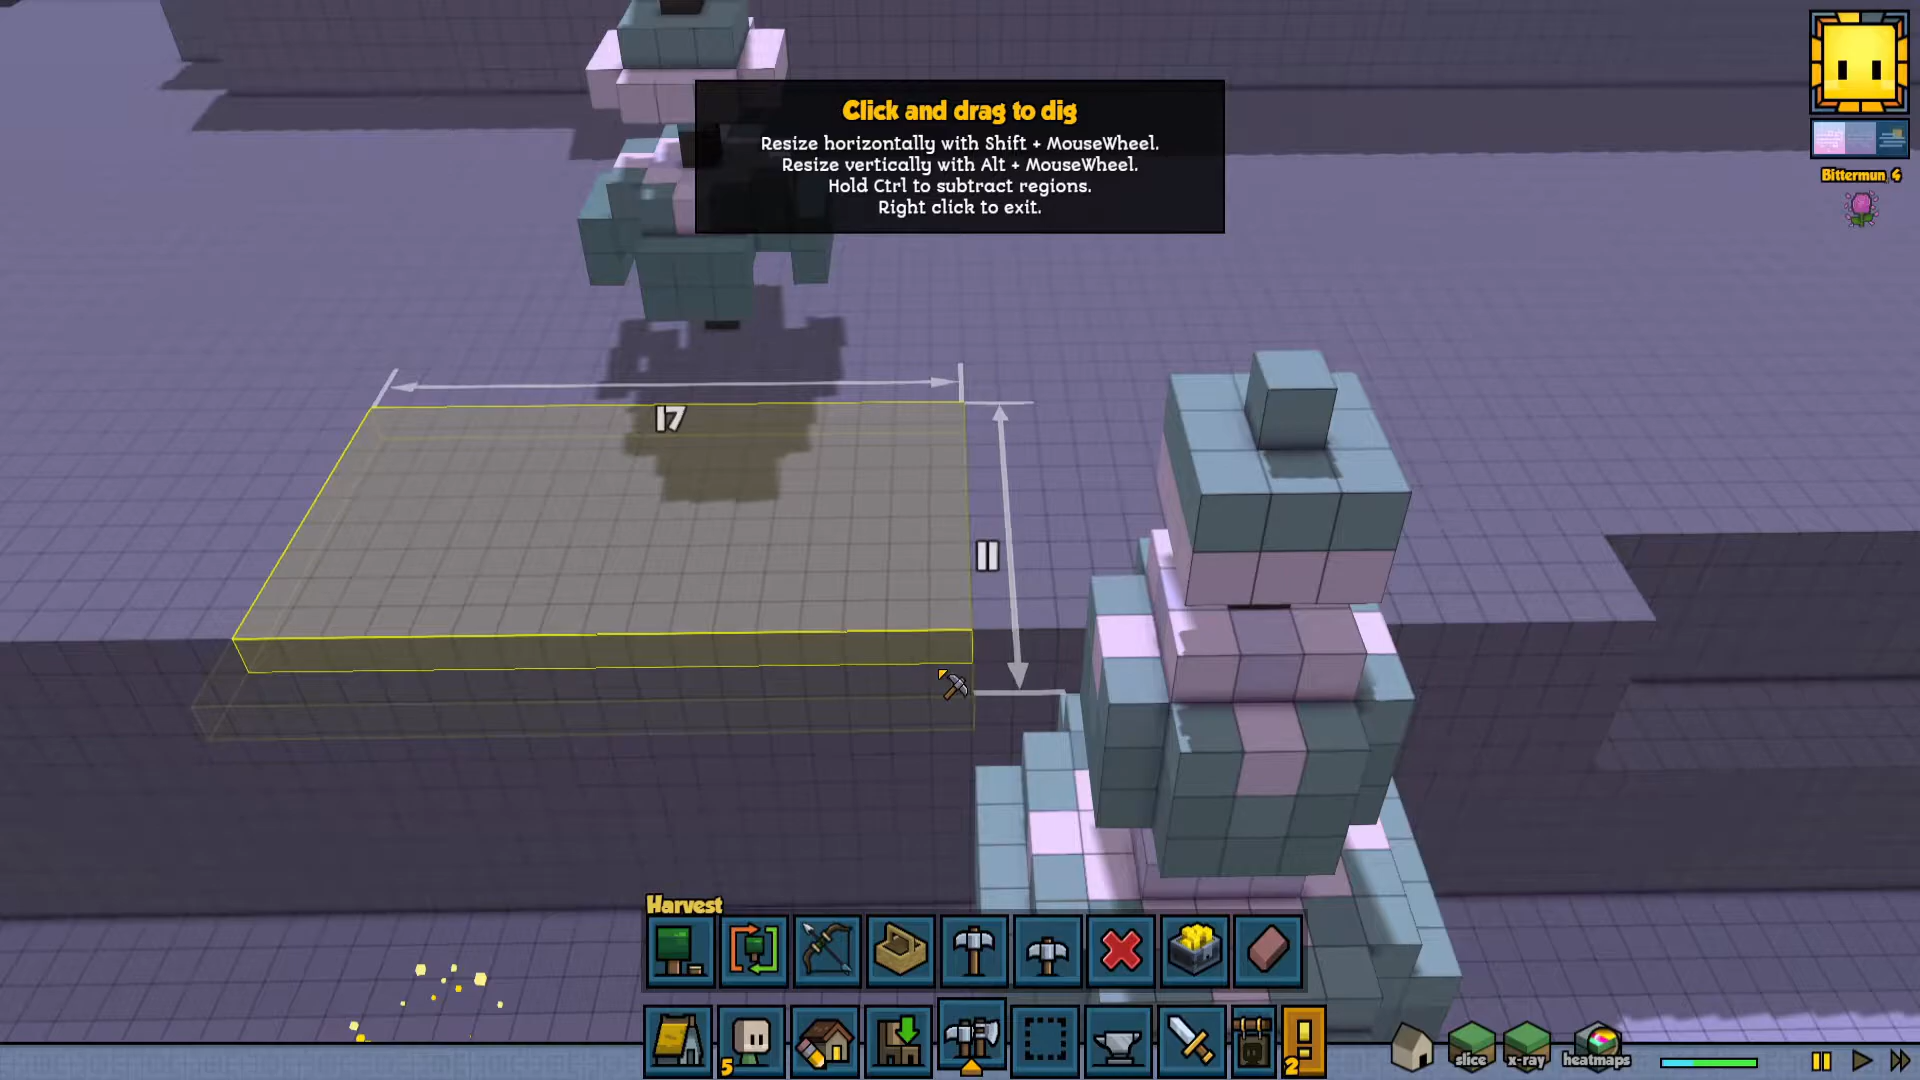 Click and drag to dig
Resize horizontally with Shift + MouseWheel.
Resize vertically with Alt + MouseWheel.
Hold Ctrl to subtract regions.
Right click to exit.
Bittermun, 4
17
11
Harvest
5
2
slice
x-ray
heatmaps